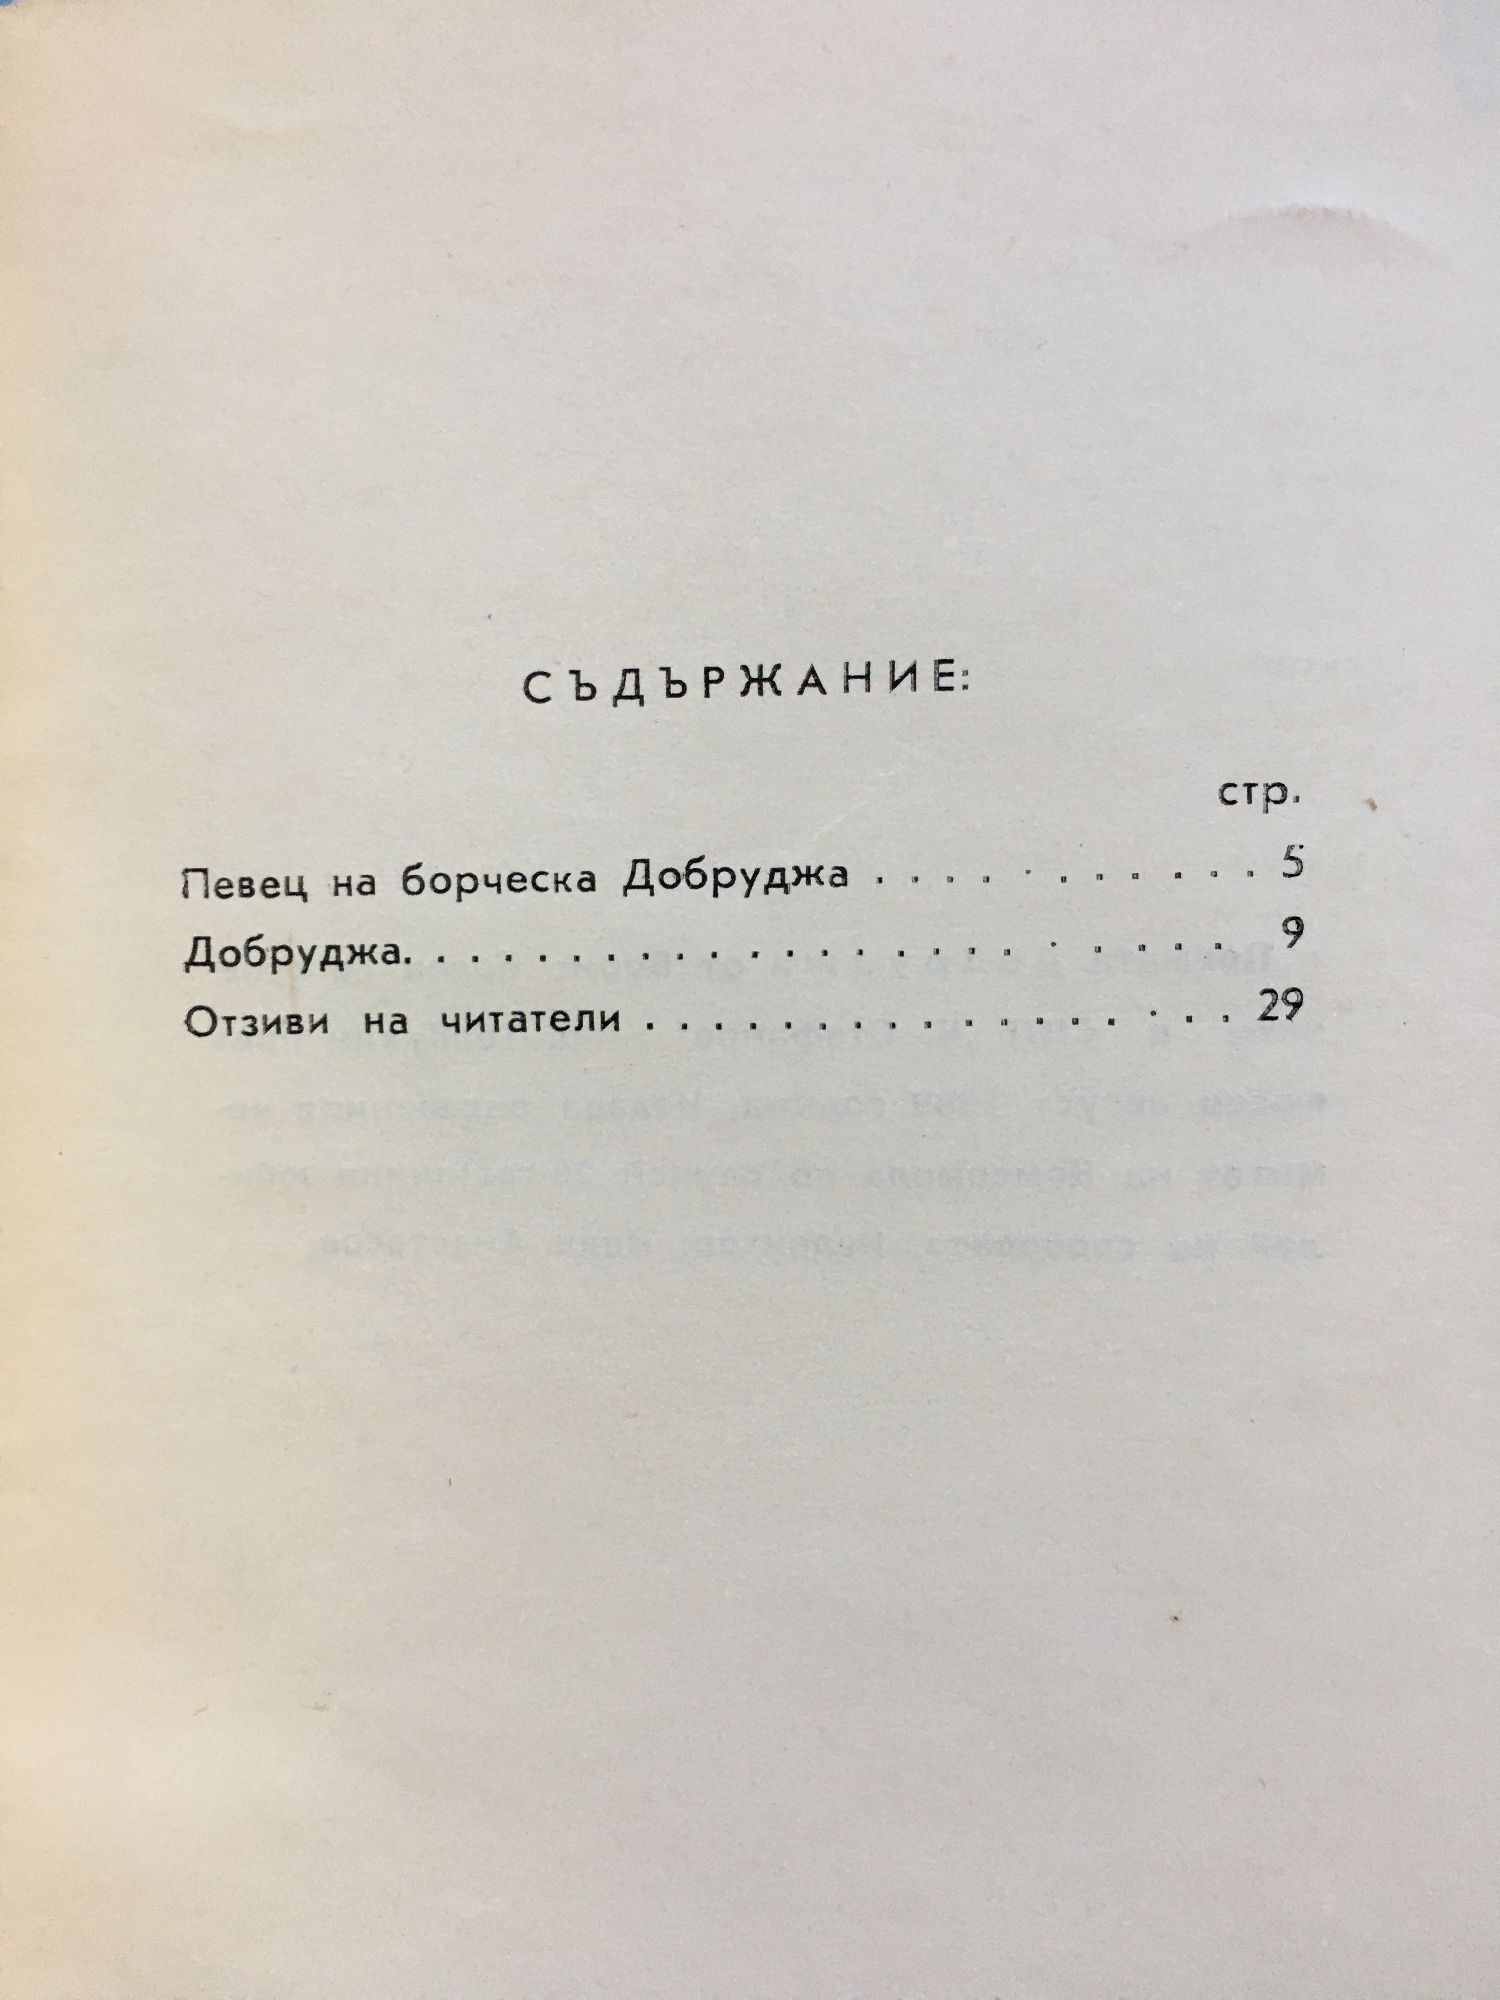 СЪДЪРЖАНИЕ:
стр.
Певец на борческа Добруджа . . . . . . . . . . . . 5
Добруджа. . . . . . . . . . . . . . . . . . . . . . . 9
Отзиви на читатели . . . . . . . . . . . . . . . . . 29